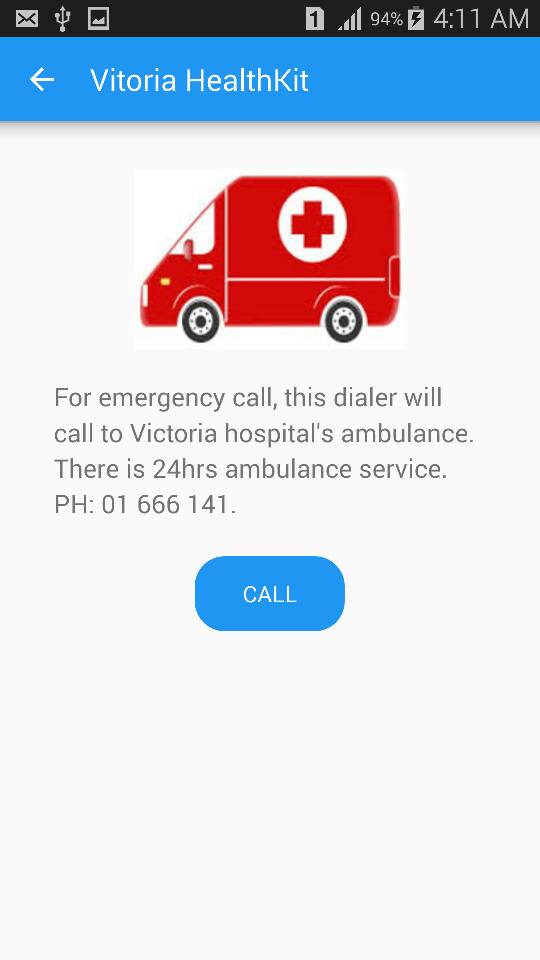 1 94% 4:11 AM
Vitoria HealthKit
For emergency call, this dialer will
call to Victoria hospital's ambulance.
There is 24hrs ambulance service.
PH: 01 666 141.
CALL